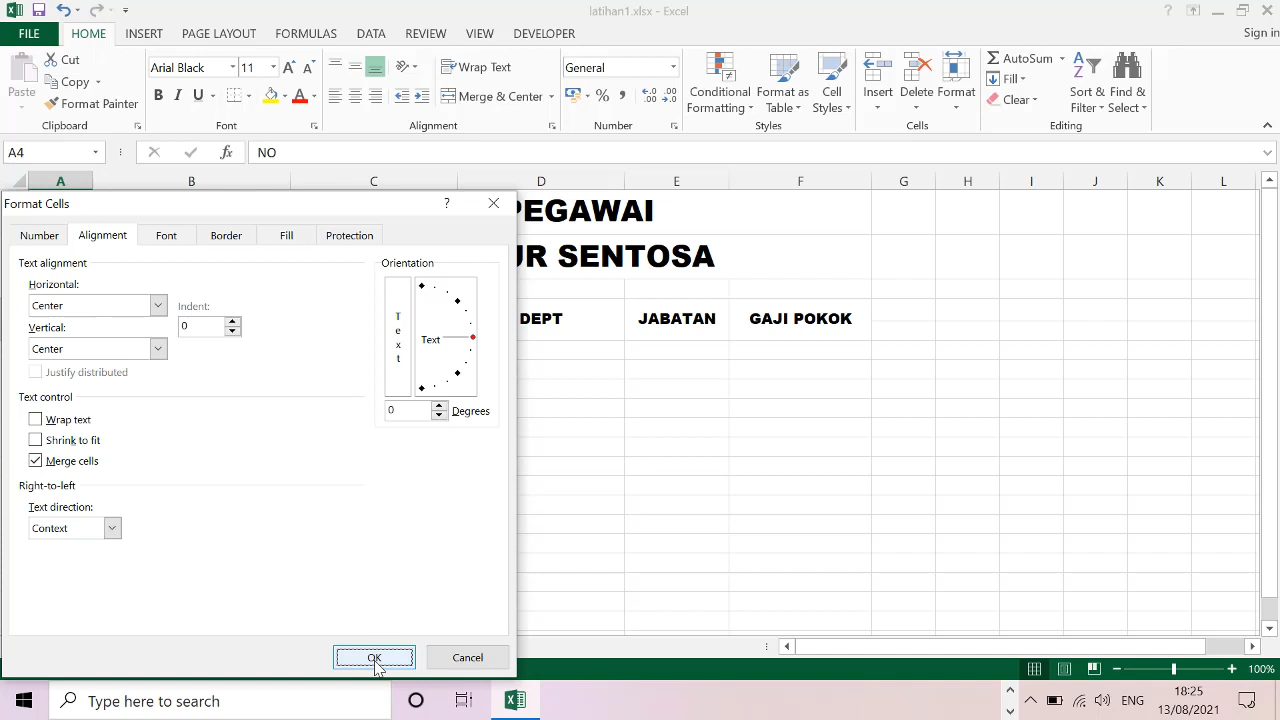 latihan1.xlsx - Excel
FILE HOME INSERT PAGE LAYOUT FORMULAS DATA REVIEW VIEW DEVELOPER Sign in
Paste Cut Copy Format Painter Clipboard
Arial Black 11 B I U A Font
Wrap Text Merge & Center Alignment
General % , Number
Conditional Formatting Format as Table Cell Styles Styles
Insert Delete Format Cells
AutoSum Fill Clear Sort & Filter Find & Select Editing
A4 fx NO
A B C D E F G H I J K L
PEGAWAI
UR SENTOSA
DEPT JABATAN GAJI POKOK
Format Cells ?
Number Alignment Font Border Fill Protection
Text alignment
Horizontal:
Center Indent:
Vertical: 0
Center
Justify distributed
Text control
Wrap text
Shrink to fit
Merge cells
Right-to-left
Text direction:
Context
Orientation
Text
Text
0 Degrees
OK Cancel
100%
Type here to search
ENG
18:25
13/08/2021